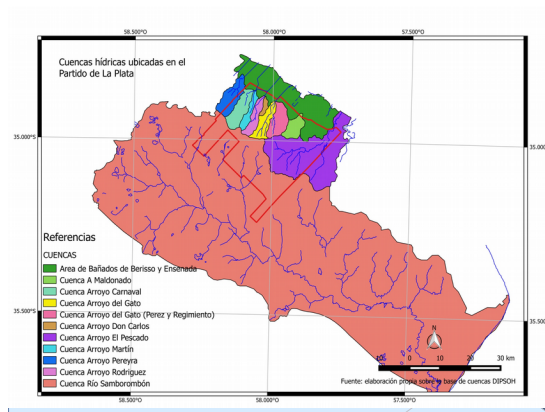 58.500°O
58.000°O
57.500°O
Cuencas hídricas ubicadas en el
Partido de La Plata
35.000°S
35.000°S
Referencias
CUENCAS
Area de Bañados de Berisso y Ensenada
Cuenca A Maldonado
Cuenca Arroyo Carnaval
Cuenca Arroyo del Gato
Cuenca Arroyo del Gato (Perez y Regimiento)
Cuenca Arroyo Don Carlos
Cuenca Arroyo El Pescado
Cuenca Arroyo Martín
Cuenca Arroyo Pereyra
Cuenca Arroyo Rodriguez
Cuenca Río Samborombón
35.500°S
35.500°S
N
10 0 10 20 30 km
Fuente: elaboración propia sobre la base de cuencas DIPSOH
58.500°O
58.000°O
57.500°O